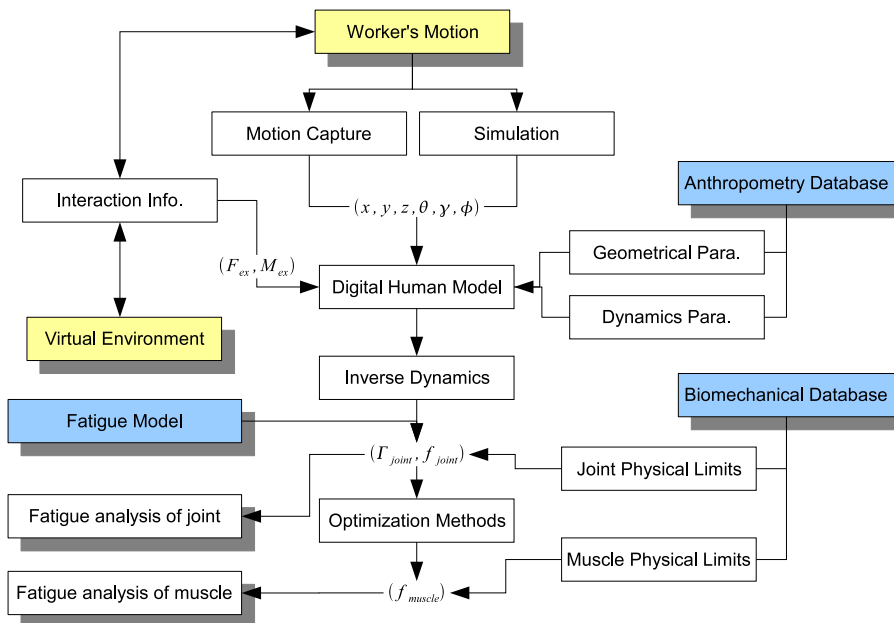 Worker's Motion
Motion Capture
Simulation
Interaction Info.
(x, y, z, θ, γ, ϕ)
Anthropometry Database
Geometrical Para.
(F_ex, M_ex)
Digital Human Model
Dynamics Para.
Virtual Environment
Inverse Dynamics
Biomechanical Database
Fatigue Model
(Γ_joint, f_joint)
Joint Physical Limits
Fatigue analysis of joint
Optimization Methods
Muscle Physical Limits
Fatigue analysis of muscle
(f_muscle)